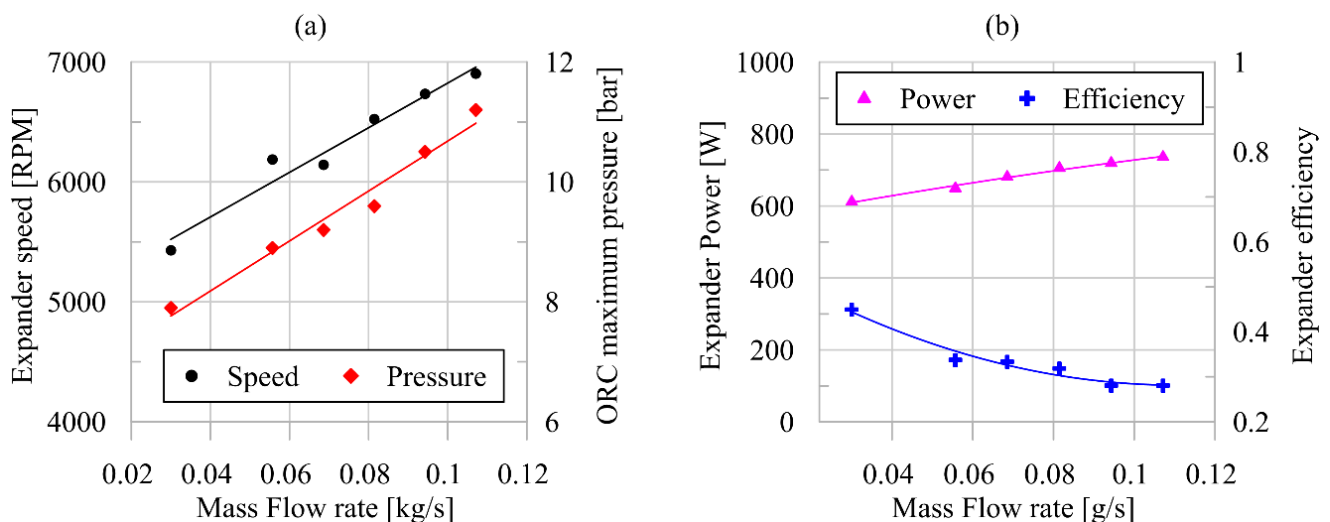 (a)
Expander speed [RPM]
7000
6000
5000
4000
12
10
8
6
ORC maximum pressure [bar]
Speed Pressure
0.02 0.04 0.06 0.08 0.1 0.12
Mass Flow rate [kg/s]
(b)
Expander Power [W]
1000
800
600
400
200
0
1
0.8
0.6
0.4
0.2
Expander efficiency
Power Efficiency
0.04 0.06 0.08 0.1 0.12
Mass Flow rate [g/s]